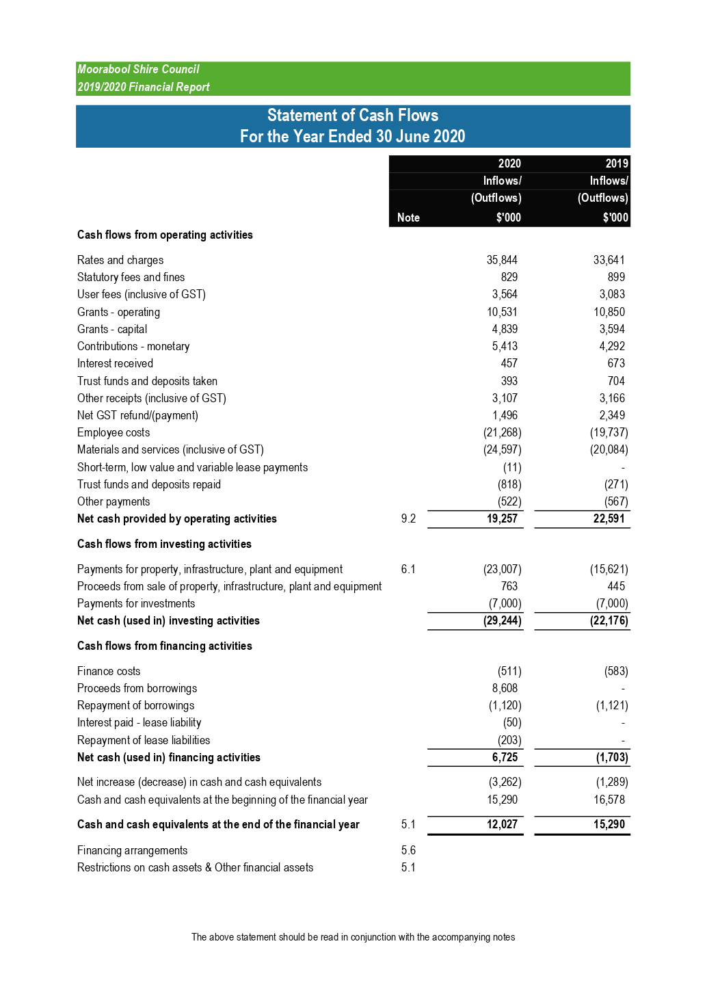 Moorabool Shire Council
2019/2020 Financial Report
Statement of Cash Flows
For the Year Ended 30 June 2020
2020 2019
Inflows/ Inflows/
(Outflows) (Outflows)
Note $'000 $'000
Cash flows from operating activities
Rates and charges 35,844 33,641
Statutory fees and fines 829 899
User fees (inclusive of GST) 3,564 3,083
Grants - operating 10,531 10,850
Grants - capital 4,839 3,594
Contributions - monetary 5,413 4,292
Interest received 457 673
Trust funds and deposits taken 393 704
Other receipts (inclusive of GST) 3,107 3,166
Net GST refund/(payment) 1,496 2,349
Employee costs (21,268) (19,737)
Materials and services (inclusive of GST) (24,597) (20,084)
Short-term, low value and variable lease payments (11) -
Trust funds and deposits repaid (818) (271)
Other payments (522) (567)
Net cash provided by operating activities 9.2 19,257 22,591
Cash flows from investing activities
Payments for property, infrastructure, plant and equipment 6.1 (23,007) (15,621)
Proceeds from sale of property, infrastructure, plant and equipment 763 445
Payments for investments (7,000) (7,000)
Net cash (used in) investing activities (29,244) (22,176)
Cash flows from financing activities
Finance costs (511) (583)
Proceeds from borrowings 8,608 -
Repayment of borrowings (1,120) (1,121)
Interest paid - lease liability (50) -
Repayment of lease liabilities (203) -
Net cash (used in) financing activities 6,725 (1,703)
Net increase (decrease) in cash and cash equivalents (3,262) (1,289)
Cash and cash equivalents at the beginning of the financial year 15,290 16,578
Cash and cash equivalents at the end of the financial year 5.1 12,027 15,290
Financing arrangements 5.6
Restrictions on cash assets & Other financial assets 5.1
The above statement should be read in conjunction with the accompanying notes